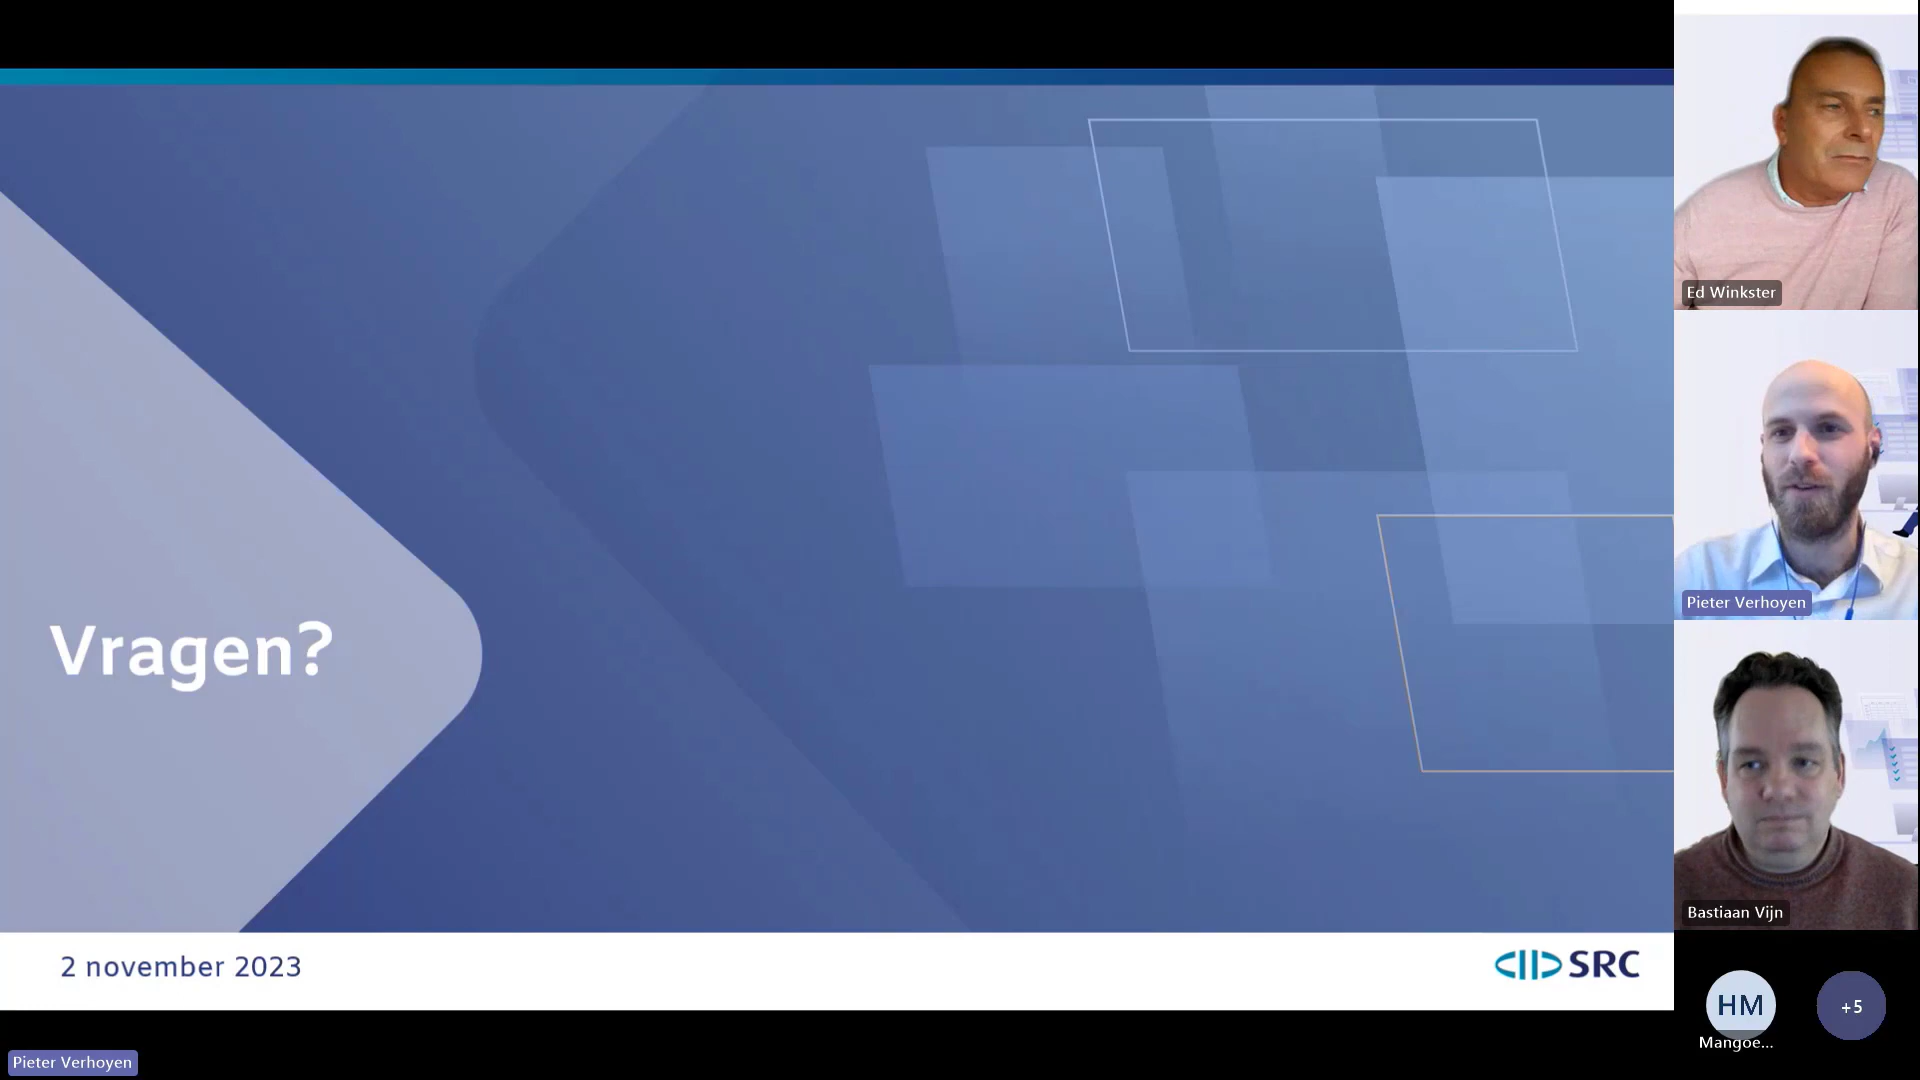 Vragen?
2 november 2023
SRC
Pieter Verhoyen
Ed Winkster
Pieter Verhoyen
Bastiaan Vijn
HM
Mangoe...
+5